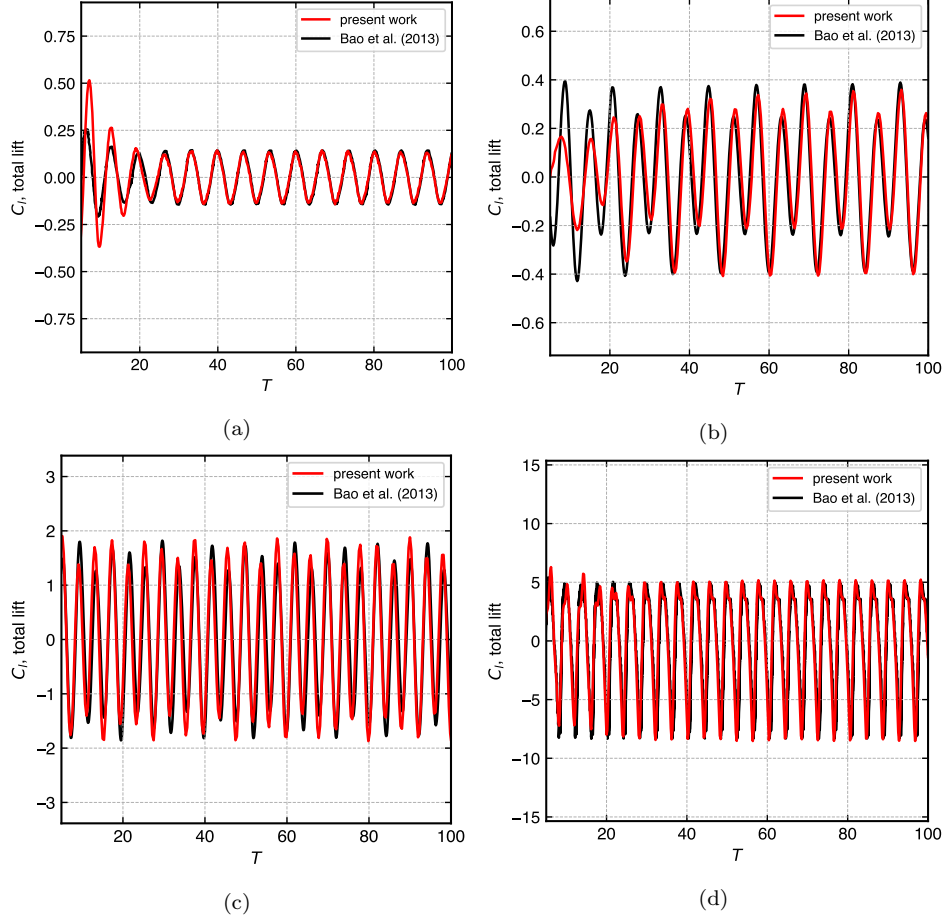 present work
Bao et al. (2013)
0.75
0.50
0.25
0.00
−0.25
−0.50
−0.75
C_l, total lift
20
40
60
80
100
T
(a)
present work
Bao et al. (2013)
0.6
0.4
0.2
0.0
−0.2
−0.4
−0.6
C_l, total lift
20
40
60
80
100
T
(b)
present work
Bao et al. (2013)
3
2
1
0
−1
−2
−3
C_l, total lift
20
40
60
80
100
T
(c)
present work
Bao et al. (2013)
15
10
5
0
−5
−10
−15
C_l, total lift
20
40
60
80
100
T
(d)